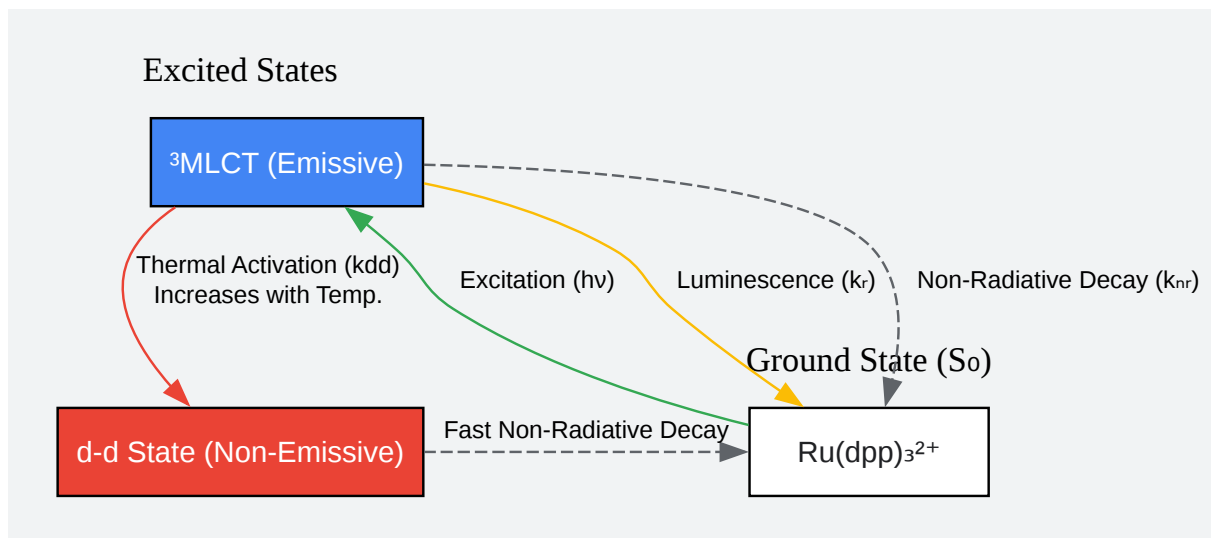 Excited States
³MLCT (Emissive)
Thermal Activation (kdd)
Increases with Temp.
Excitation (hν)
Luminescence (kᵣ)
Non-Radiative Decay (kₙᵣ)
Ground State (S₀)
d-d State (Non-Emissive)
Fast Non-Radiative Decay
Ru(dpp)₃²⁺